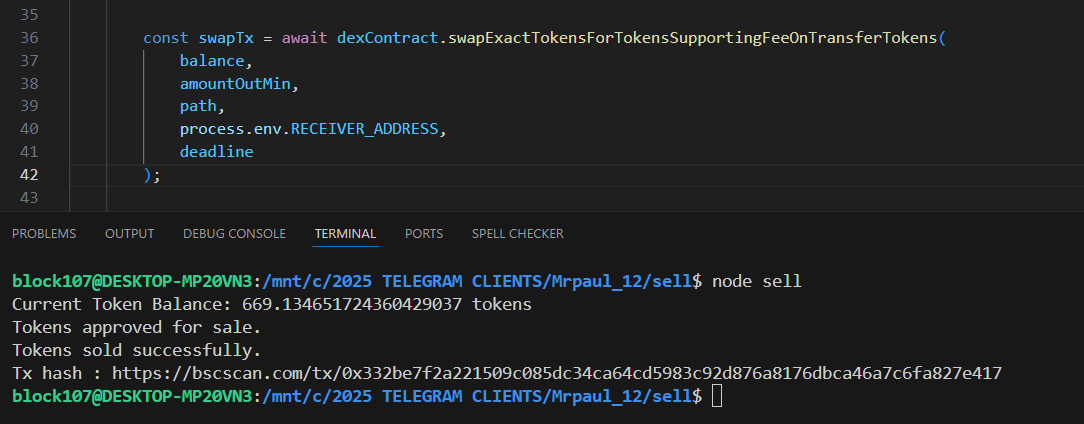 35
36 const swapTx = await dexContract.swapExactTokensForTokensSupportingFeeOnTransferTokens(
37 balance,
38 amountOutMin,
39 path,
40 process.env.RECEIVER_ADDRESS,
41 deadline
42 );
43
PROBLEMS OUTPUT DEBUG CONSOLE TERMINAL PORTS SPELL CHECKER
block107@DESKTOP-MP20VN3:/mnt/c/2025 TELEGRAM CLIENTS/Mrpaul_12/sell$ node sell
Current Token Balance: 669.134651724360429037 tokens
Tokens approved for sale.
Tokens sold successfully.
Tx hash : https://bscscan.com/tx/0x332be7f2a221509c085dc34ca64cd5983c92d876a8176dbca46a7c6fa827e417
block107@DESKTOP-MP20VN3:/mnt/c/2025 TELEGRAM CLIENTS/Mrpaul_12/sell$